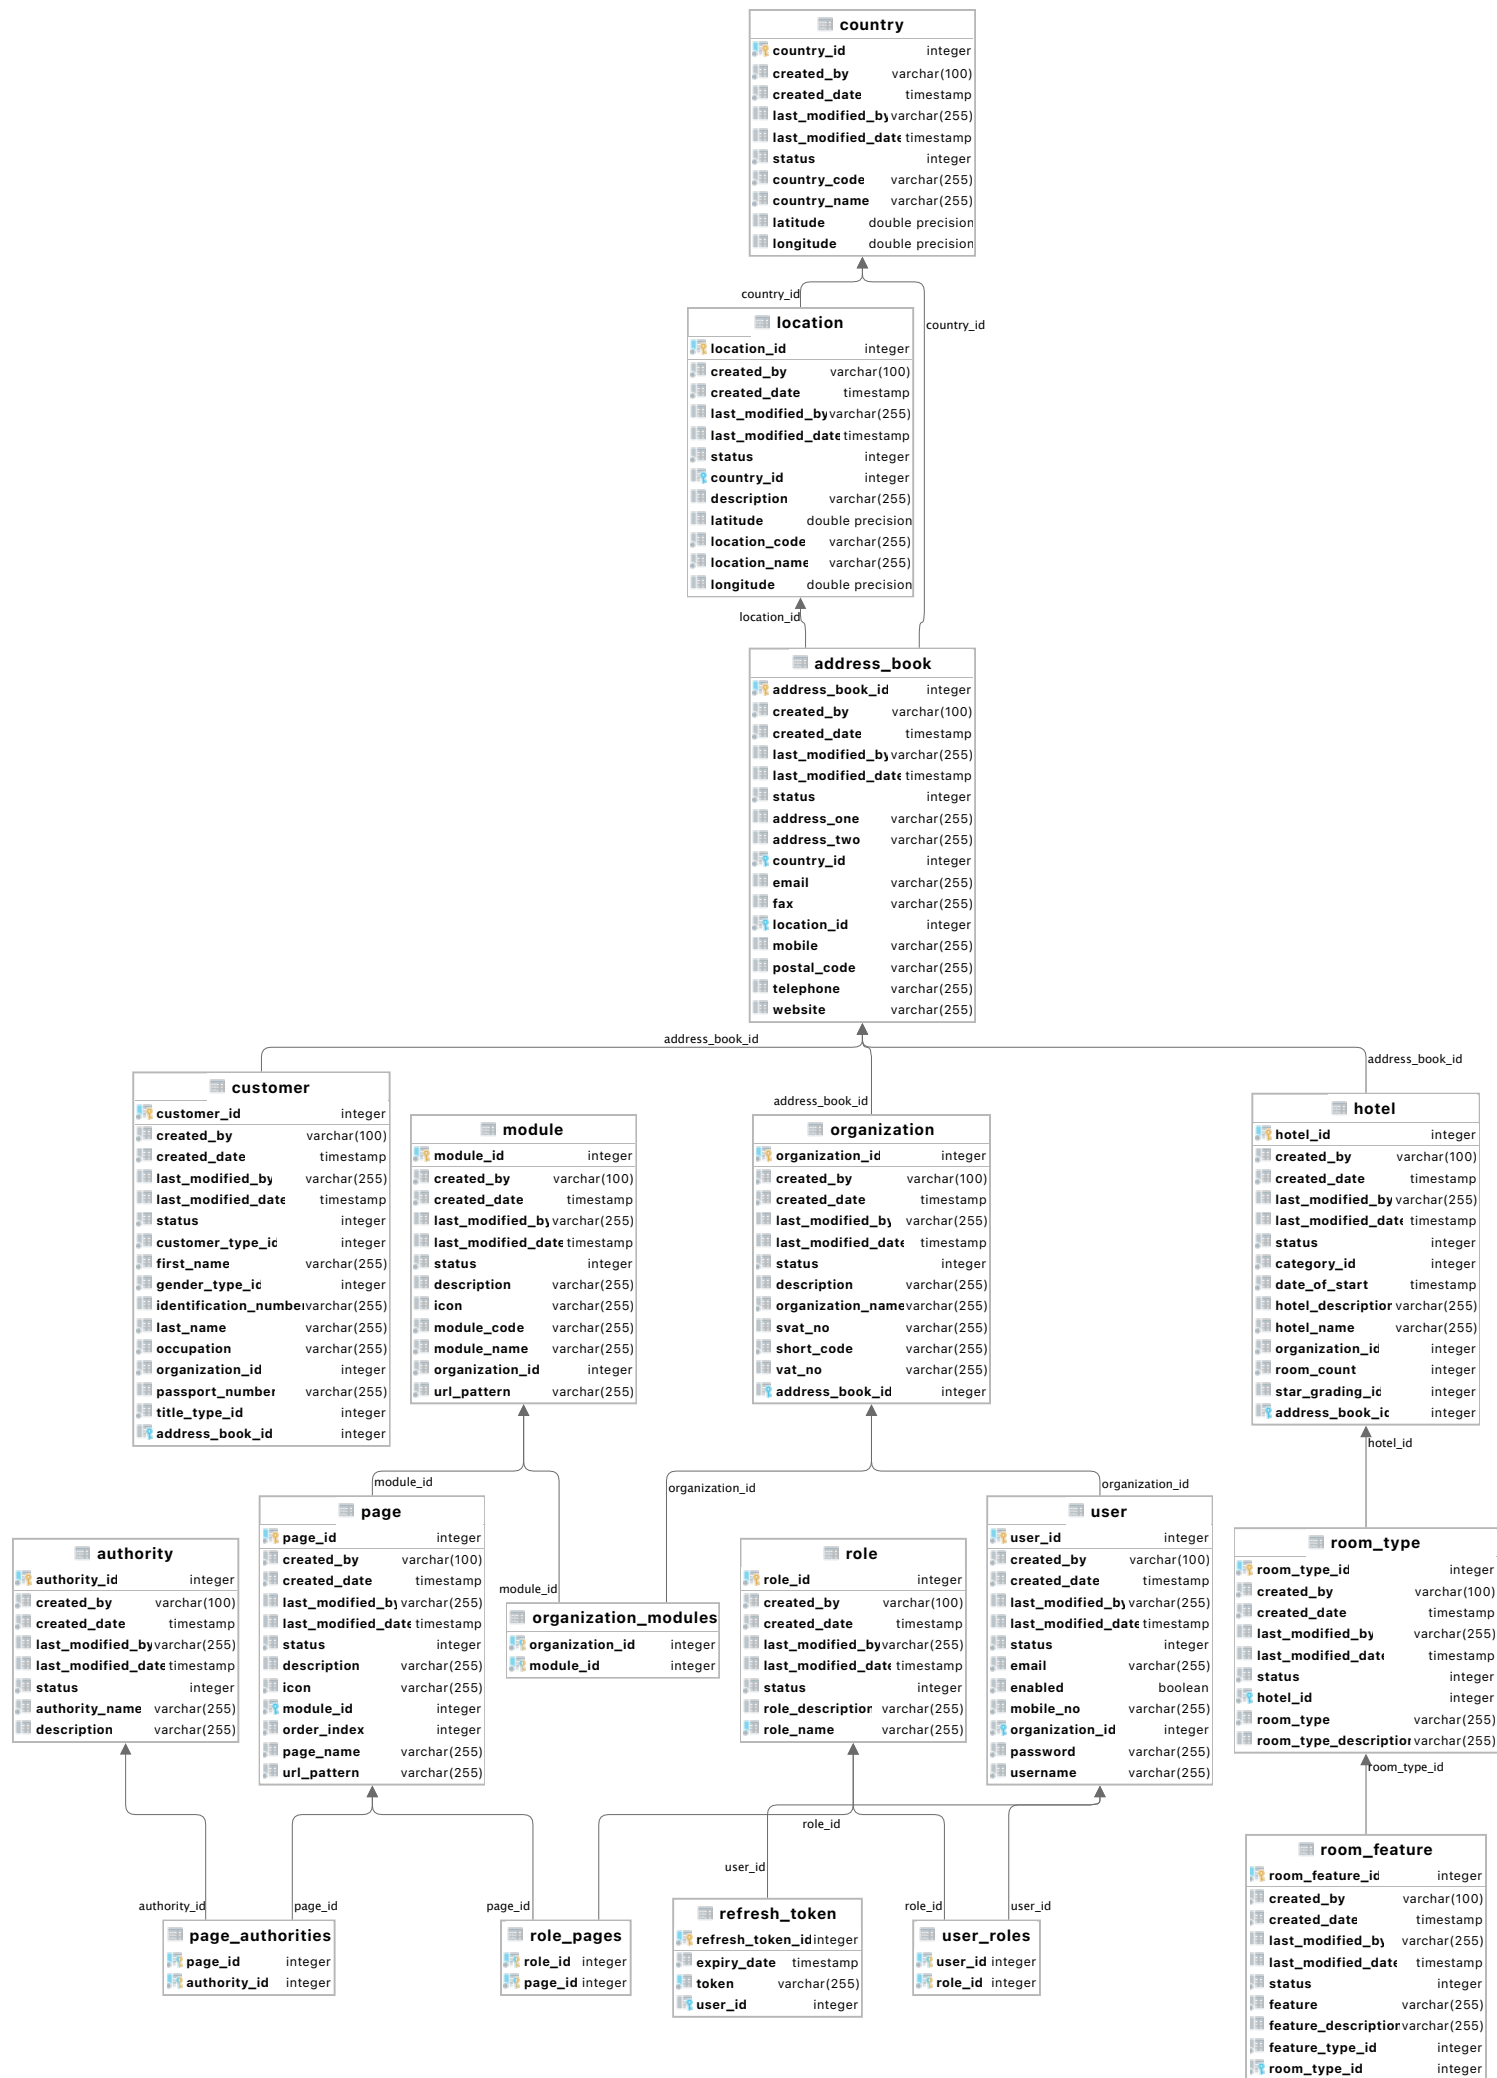 country
country_id integer
created_by varchar(100)
created_date timestamp
last_modified_by varchar(255)
last_modified_date timestamp
status integer
country_code varchar(255)
country_name varchar(255)
latitude double precision
longitude double precision
country_id
country_id
location
location_id integer
created_by varchar(100)
created_date timestamp
last_modified_by varchar(255)
last_modified_date timestamp
status integer
country_id integer
description varchar(255)
latitude double precision
location_code varchar(255)
location_name varchar(255)
longitude double precision
location_id
address_book
address_book_id integer
created_by varchar(100)
created_date timestamp
last_modified_by varchar(255)
last_modified_date timestamp
status integer
address_one varchar(255)
address_two varchar(255)
country_id integer
email varchar(255)
fax varchar(255)
location_id integer
mobile varchar(255)
postal_code varchar(255)
telephone varchar(255)
website varchar(255)
address_book_id
address_book_id
address_book_id
customer
customer_id integer
created_by varchar(100)
created_date timestamp
last_modified_by varchar(255)
last_modified_date timestamp
status integer
customer_type_id integer
first_name varchar(255)
gender_type_id integer
identification_number varchar(255)
last_name varchar(255)
occupation varchar(255)
organization_id integer
passport_number varchar(255)
title_type_id integer
address_book_id integer
module
module_id integer
created_by varchar(100)
created_date timestamp
last_modified_by varchar(255)
last_modified_date timestamp
status integer
description varchar(255)
icon varchar(255)
module_code varchar(255)
module_name varchar(255)
organization_id integer
url_pattern varchar(255)
organization
organization_id integer
created_by varchar(100)
created_date timestamp
last_modified_by varchar(255)
last_modified_date timestamp
status integer
description varchar(255)
organization_name varchar(255)
svat_no varchar(255)
short_code varchar(255)
vat_no varchar(255)
address_book_id integer
hotel
hotel_id integer
created_by varchar(100)
created_date timestamp
last_modified_by varchar(255)
last_modified_date timestamp
status integer
category_id integer
date_of_start timestamp
hotel_description varchar(255)
hotel_name varchar(255)
organization_id integer
room_count integer
star_grading_id integer
address_book_id integer
module_id
module_id
organization_id
organization_id
hotel_id
authority
authority_id integer
created_by varchar(100)
created_date timestamp
last_modified_by varchar(255)
last_modified_date timestamp
status integer
authority_name varchar(255)
description varchar(255)
page
page_id integer
created_by varchar(100)
created_date timestamp
last_modified_by varchar(255)
last_modified_date timestamp
status integer
description varchar(255)
icon varchar(255)
module_id integer
order_index integer
page_name varchar(255)
url_pattern varchar(255)
organization_modules
organization_id integer
module_id integer
role
role_id integer
created_by varchar(100)
created_date timestamp
last_modified_by varchar(255)
last_modified_date timestamp
status integer
role_description varchar(255)
role_name varchar(255)
user
user_id integer
created_by varchar(100)
created_date timestamp
last_modified_by varchar(255)
last_modified_date timestamp
status integer
email varchar(255)
enabled boolean
mobile_no varchar(255)
organization_id integer
password varchar(255)
username varchar(255)
room_type
room_type_id integer
created_by varchar(100)
created_date timestamp
last_modified_by varchar(255)
last_modified_date timestamp
status integer
hotel_id integer
room_type varchar(255)
room_type_description varchar(255)
room_type_id
authority_id
page_id
page_id
role_id
user_id
role_id
user_id
page_authorities
page_id integer
authority_id integer
role_pages
role_id integer
page_id integer
refresh_token
refresh_token_id integer
expiry_date timestamp
token varchar(255)
user_id integer
user_roles
user_id integer
role_id integer
room_feature
room_feature_id integer
created_by varchar(100)
created_date timestamp
last_modified_by varchar(255)
last_modified_date timestamp
status integer
feature varchar(255)
feature_description varchar(255)
feature_type_id integer
room_type_id integer